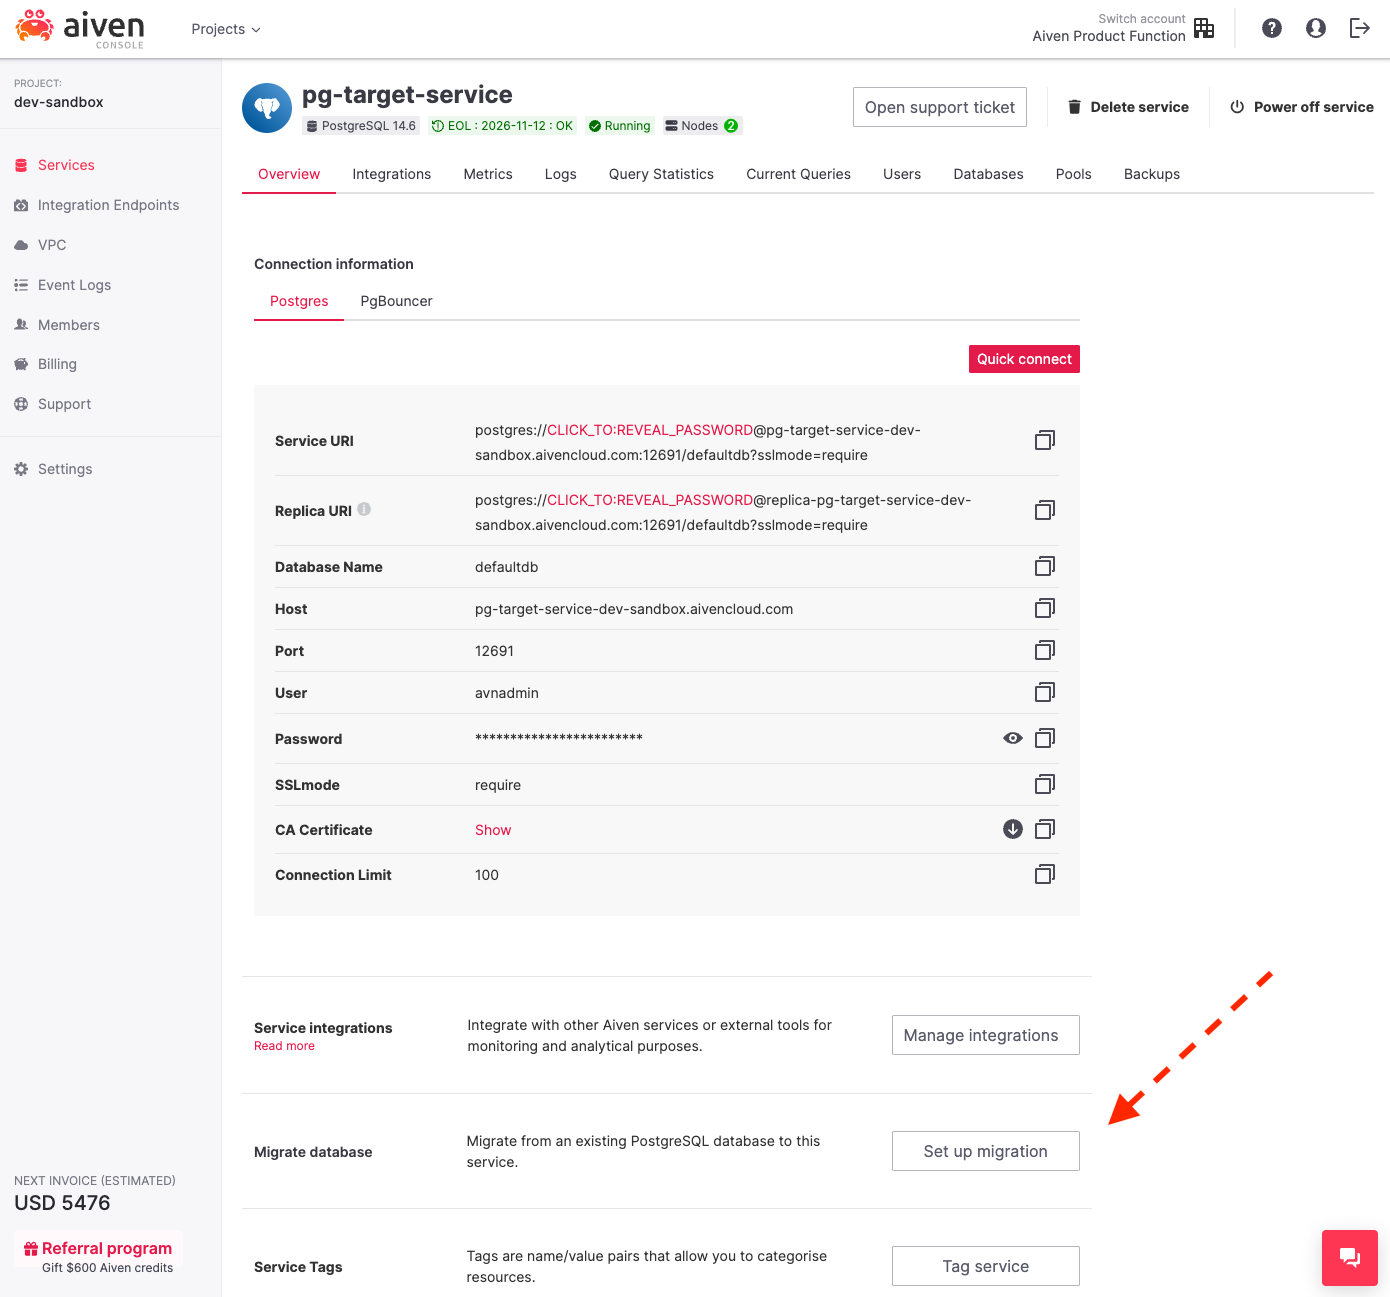 aiven
CONSOLE
Projects
Switch account
Aiven Product Function
PROJECT:
dev-sandbox
Services
Integration Endpoints
VPC
Event Logs
Members
Billing
Support
Settings
NEXT INVOICE (ESTIMATED)
USD 5476
Referral program
Gift $600 Aiven credits
pg-target-service
PostgreSQL 14.6
EOL : 2026-11-12 : OK
Running
Nodes 2
Open support ticket
Delete service
Power off service
Overview
Integrations
Metrics
Logs
Query Statistics
Current Queries
Users
Databases
Pools
Backups
Connection information
Postgres
PgBouncer
Quick connect
Service URI
postgres://CLICK_TO:REVEAL_PASSWORD@pg-target-service-dev-
sandbox.aivencloud.com:12691/defaultdb?sslmode=require
Replica URI
postgres://CLICK_TO:REVEAL_PASSWORD@replica-pg-target-service-dev-
sandbox.aivencloud.com:12691/defaultdb?sslmode=require
Database Name
defaultdb
Host
pg-target-service-dev-sandbox.aivencloud.com
Port
12691
User
avnadmin
Password
************************
SSLmode
require
CA Certificate
Show
Connection Limit
100
Service integrations
Read more
Integrate with other Aiven services or external tools for
monitoring and analytical purposes.
Manage integrations
Migrate database
Migrate from an existing PostgreSQL database to this
service.
Set up migration
Service Tags
Tags are name/value pairs that allow you to categorise
resources.
Tag service